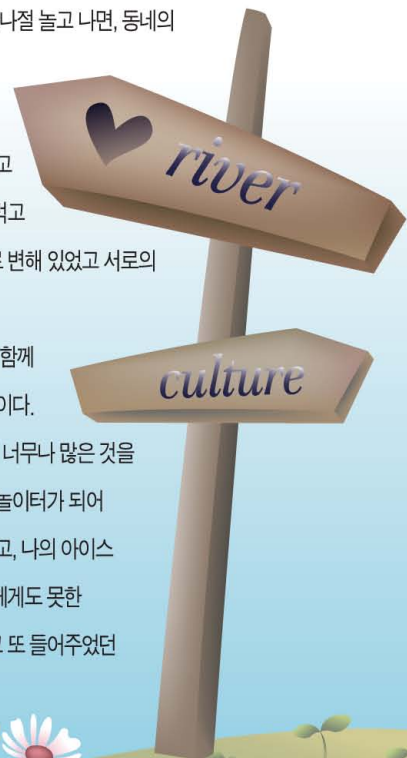 나절 놀고 나면, 동네의
river
고
먹고
변해 있었고 서로의
culture
함께
이다.
너무나 많은 것을
놀이터가 되어
고, 나의 아이스
에게도 못한
또 들어주었던